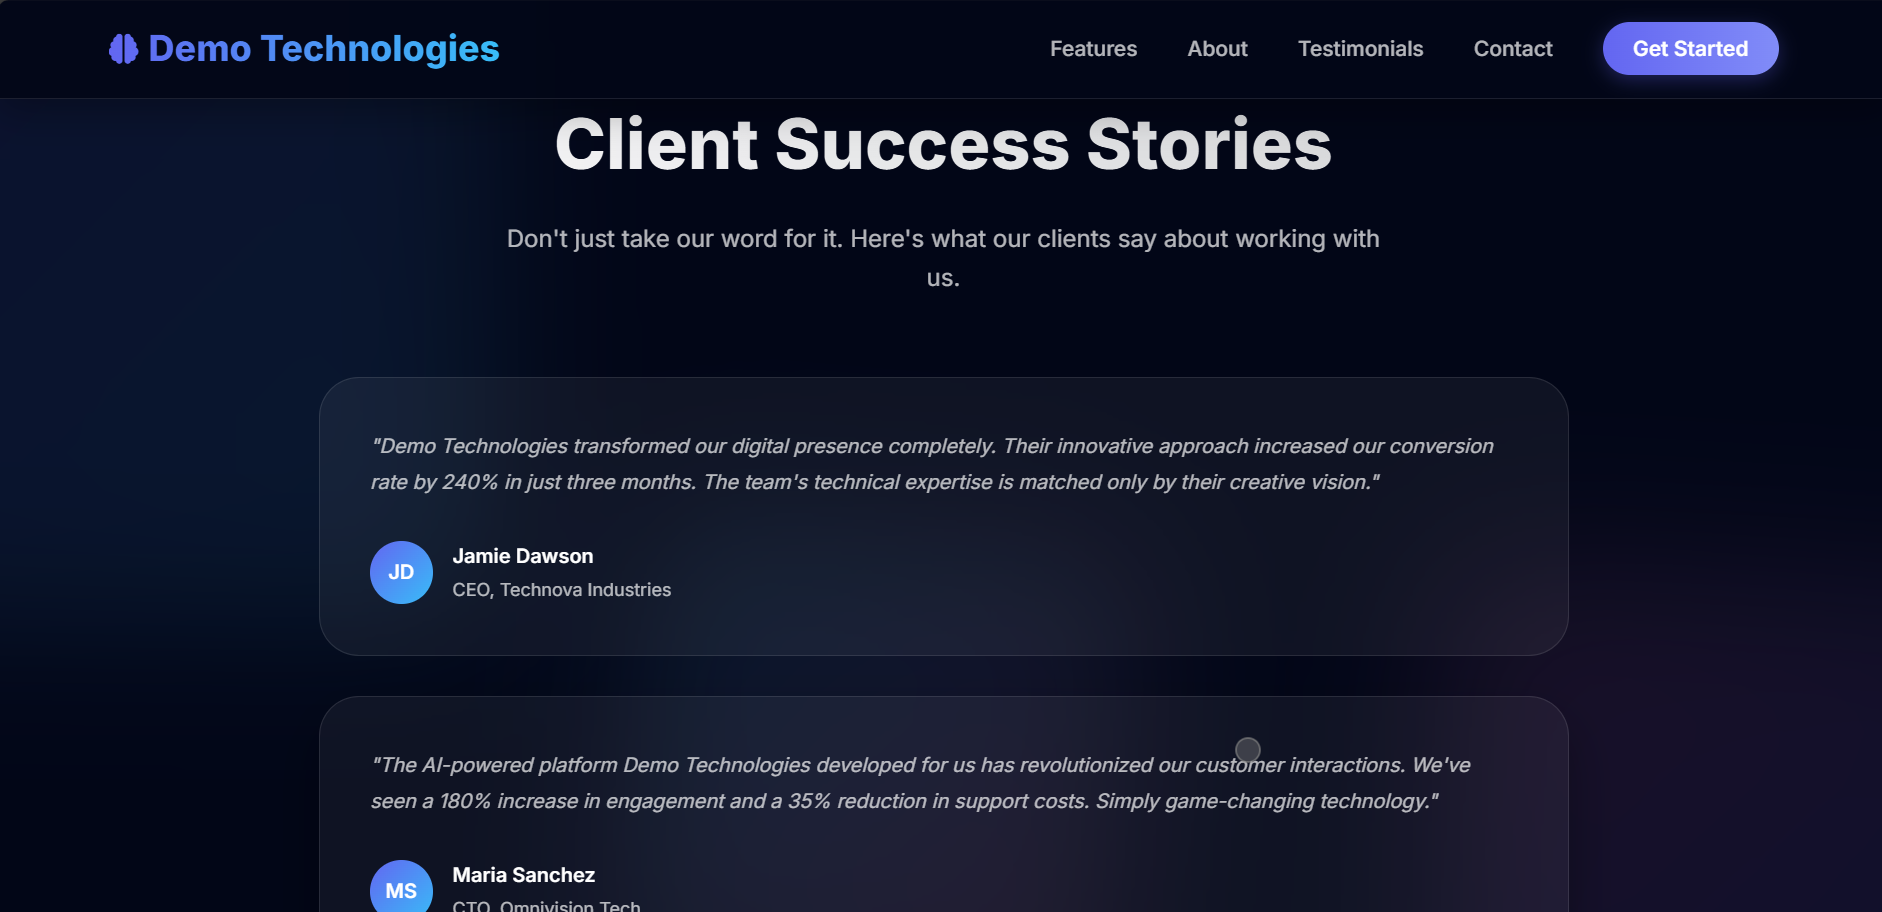 Demo Technologies
Features
About
Testimonials
Contact
Get Started
Client Success Stories
Don't just take our word for it. Here's what our clients say about working with
us.
"Demo Technologies transformed our digital presence completely. Their innovative approach increased our conversion
rate by 240% in just three months. The team's technical expertise is matched only by their creative vision."
JD
Jamie Dawson
CEO, Technova Industries
"The AI-powered platform Demo Technologies developed for us has revolutionized our customer interactions. We've
seen a 180% increase in engagement and a 35% reduction in support costs. Simply game-changing technology."
MS
Maria Sanchez
CTO, Omnivision Tech